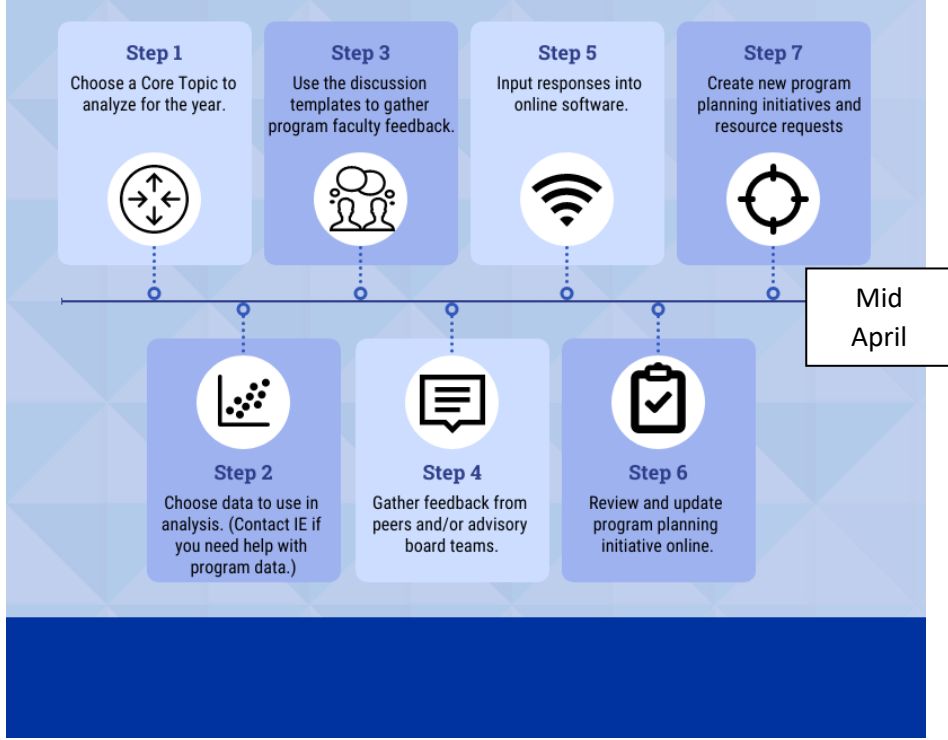 Step 1
Choose a Core Topic to
analyze for the year.
Step 2
Choose data to use in
analysis. (Contact IE if
you need help with
program data.)
Step 3
Use the discussion
templates to gather
program faculty feedback.
Step 4
Gather feedback from
peers and/or advisory
board teams.
Step 5
Input responses into
online software.
Step 6
Review and update
program planning
initiative online.
Step 7
Create new program
planning initiatives and
resource requests
Mid
April